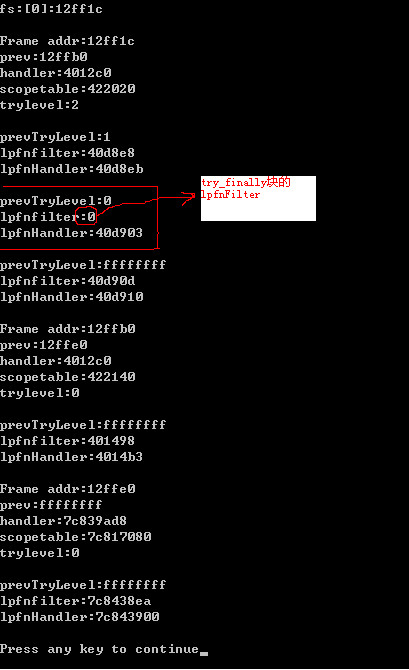 fs:[0]:12ff1c
Frame addr:12ff1c
prev:12ffb0
handler:4012c0
scopetable:422020
trylevel:2
prevTryLevel:1
lpfnfilter:40d8e8
lpfnHandler:40d8eb
prevTryLevel:0
lpfnfilter:0
lpfnHandler:40d903
try_finally块的
lpfnFilter
prevTryLevel:ffffffff
lpfnfilter:40d90d
lpfnHandler:40d910
Frame addr:12ffb0
prev:12ffe0
handler:4012c0
scopetable:422140
trylevel:0
prevTryLevel:ffffffff
lpfnfilter:401498
lpfnHandler:4014b3
Frame addr:12ffe0
prev:ffffffff
handler:7c839ad8
scopetable:7c817080
trylevel:0
prevTryLevel:ffffffff
lpfnfilter:7c8438ea
lpfnHandler:7c843900
Press any key to continue_